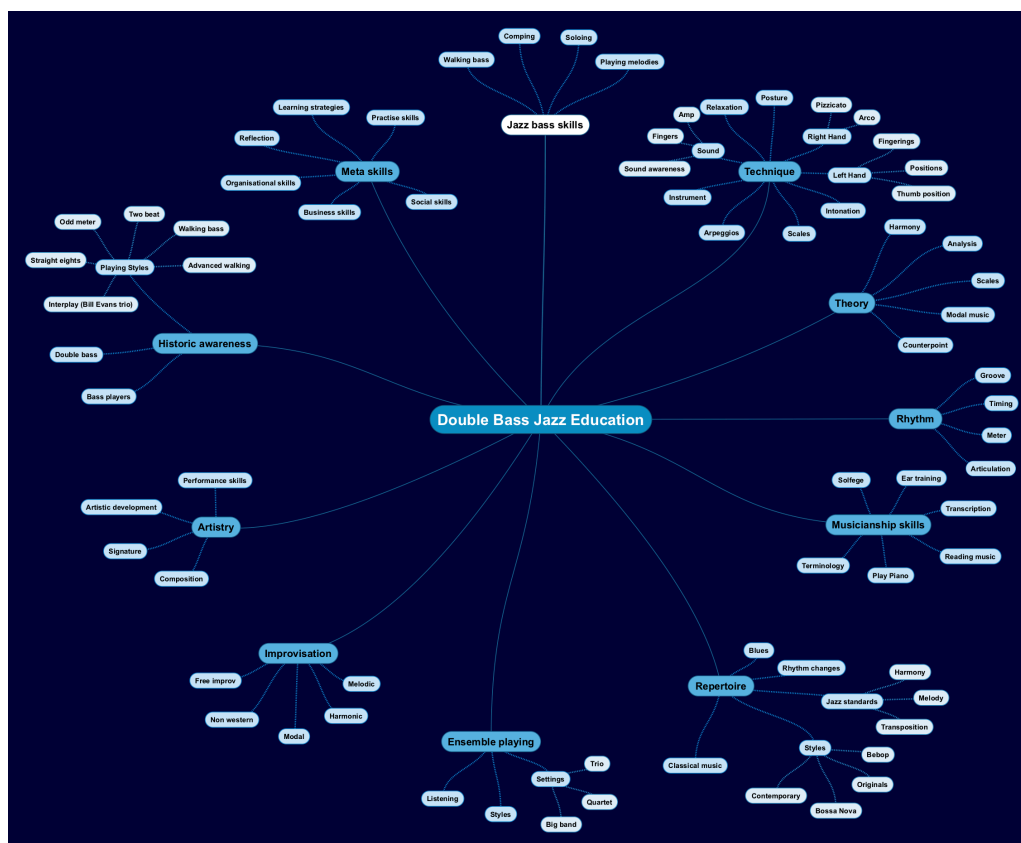 Double Bass Jazz Education
Jazz bass skills
Walking bass
Comping
Soloing
Playing melodies
Technique
Relaxation
Posture
Sound
Amp
Fingers
Sound awareness
Instrument
Arpeggios
Scales
Intonation
Right Hand
Pizzicato
Arco
Left Hand
Fingerings
Positions
Thumb position
Theory
Harmony
Analysis
Scales
Modal music
Counterpoint
Rhythm
Groove
Timing
Meter
Articulation
Musicianship skills
Solfege
Ear training
Transcription
Reading music
Play Piano
Terminology
Repertoire
Blues
Rhythm changes
Jazz standards
Harmony
Melody
Transposition
Styles
Bebop
Originals
Bossa Nova
Contemporary
Classical music
Ensemble playing
Listening
Styles
Settings
Trio
Quartet
Big band
Improvisation
Free improv
Non western
Modal
Harmonic
Melodic
Artistry
Performance skills
Artistic development
Signature
Composition
Historic awareness
Playing Styles
Odd meter
Two beat
Walking bass
Advanced walking
Straight eights
Interplay (Bill Evans trio)
Double bass
Bass players
Meta skills
Learning strategies
Practise skills
Reflection
Organisational skills
Business skills
Social skills